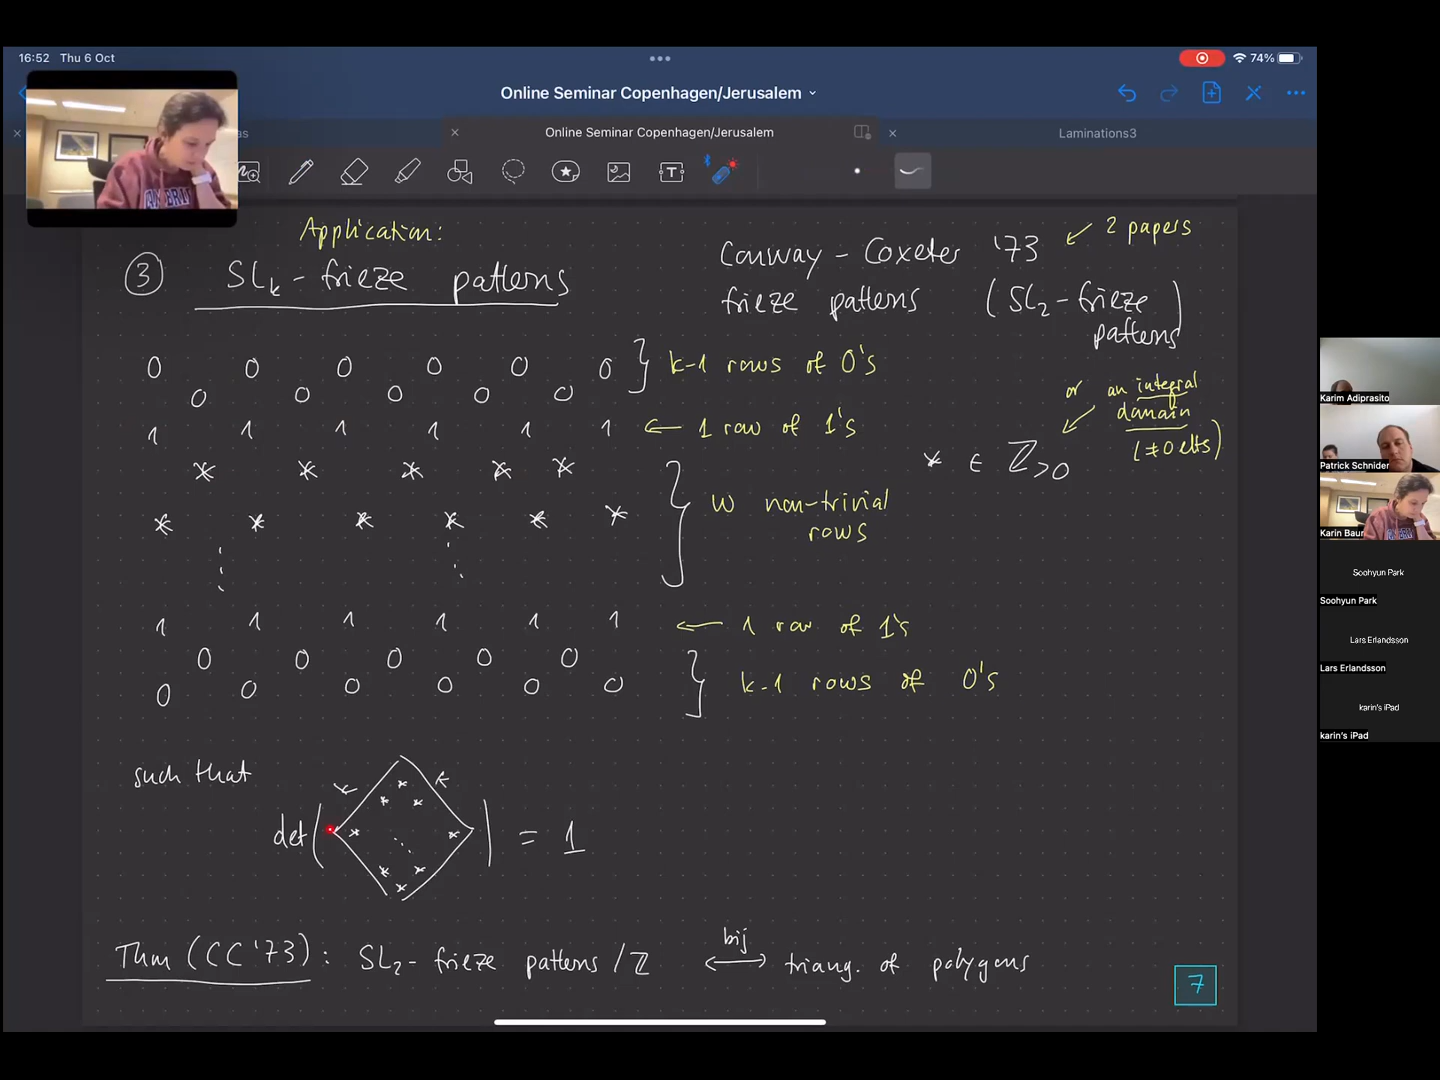 16:52 Thu 6 Oct
74%
Online Seminar Copenhagen/Jerusalem
as
Online Seminar Copenhagen/Jerusalem
Laminations3
T
Application:
③ SLk - frieze patterns
Conway - Coxeter '73 ↙ 2 papers
frieze patterns (SL2 - frieze patterns)
0 0 0 0 0 0
0 0 0 0 0
} k-1 rows of 0's
1 1 1 1 1 1 ← 1 row of 1's
* * * * *
* * * * * *
} w non-trivial rows
* ∈ ℤ>0
or an integral domain (≠0 elts)
1 1 1 1 1 1 ← 1 row of 1's
0 0 0 0 0
0 0 0 0 0 0
} k-1 rows of 0's
such that
k k
* * * * * * * *
det( ) = 1
Thm (CC '73): SL2 - frieze patterns / ℤ ⟷ bij triang. of polygons
7
Karim Adiprasito
Patrick Schnider
Karin Baur
Soohyun Park
Soohyun Park
Lars Erlandsson
Lars Erlandsson
karin's iPad
karin's iPad